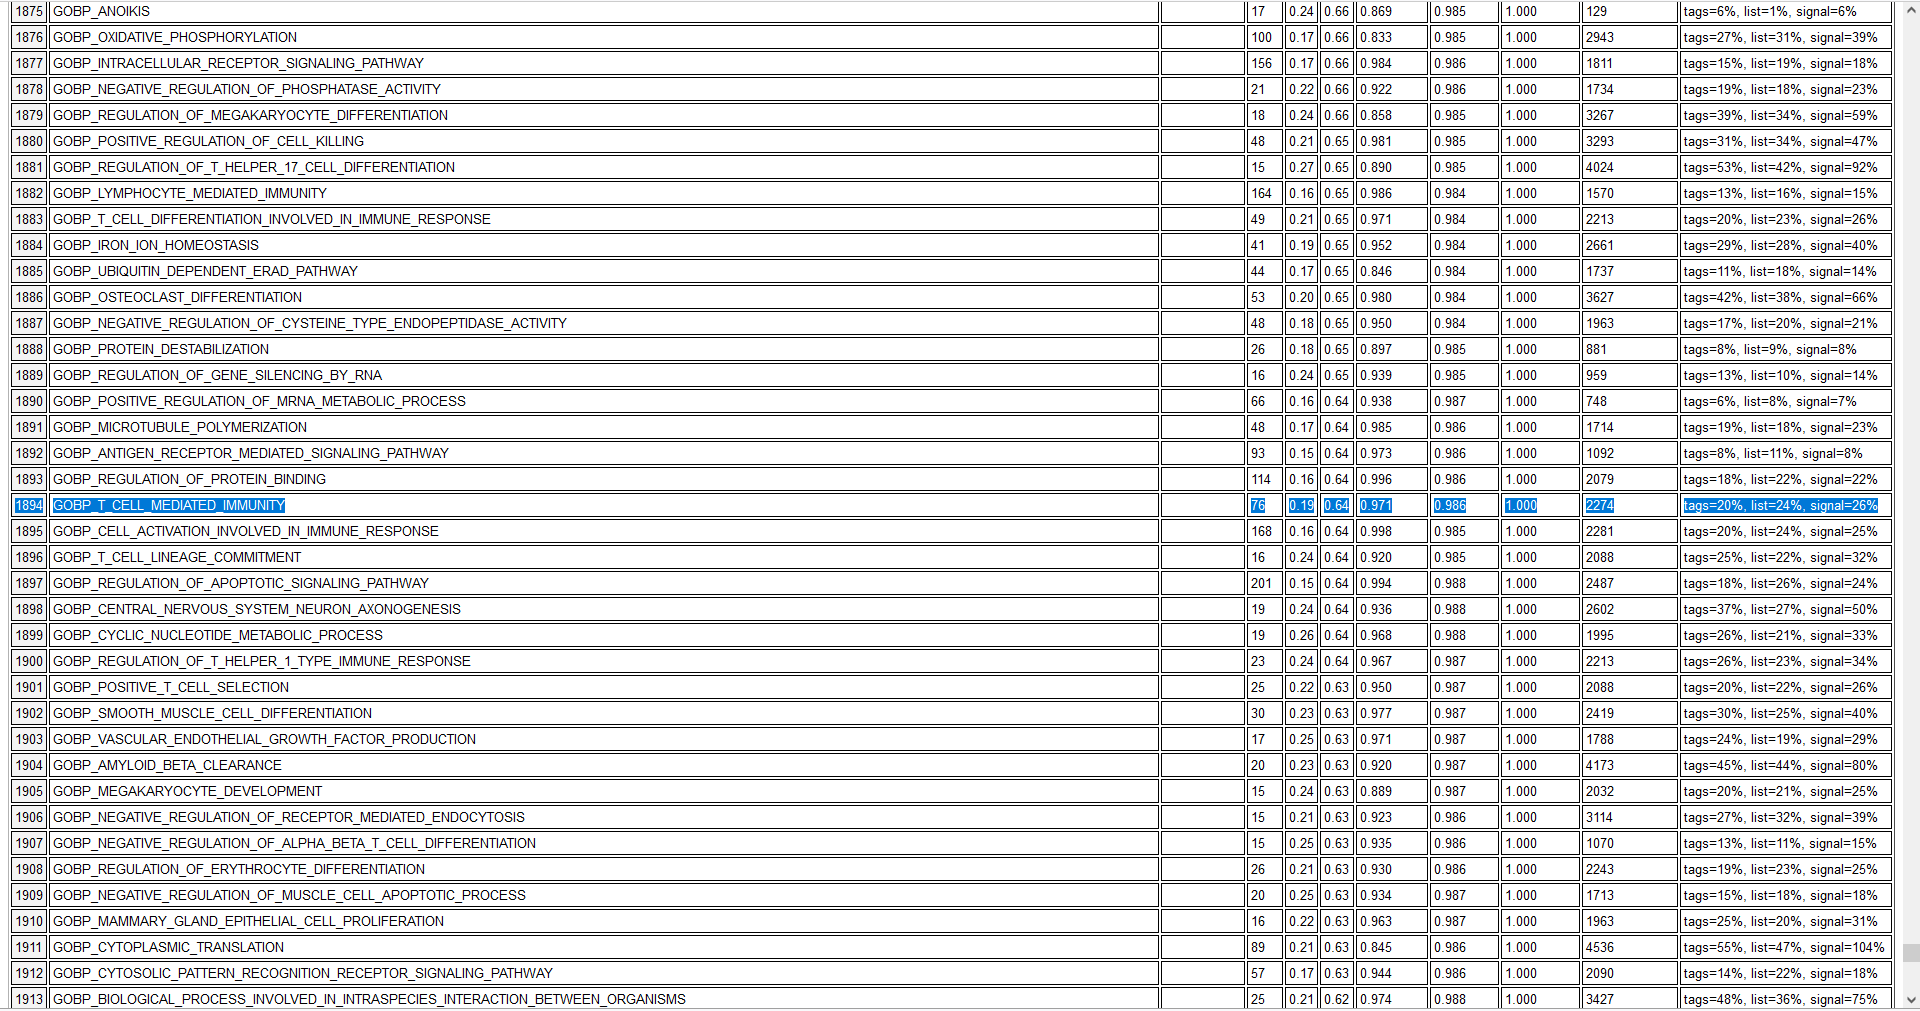 1875 GOBP_ANOIKIS 17 0.24 0.66 0.869 0.985 1.000 129 tags=6%, list=1%, signal=6%
1876 GOBP_OXIDATIVE_PHOSPHORYLATION 100 0.17 0.66 0.833 0.985 1.000 2943 tags=27%, list=31%, signal=39%
1877 GOBP_INTRACELLULAR_RECEPTOR_SIGNALING_PATHWAY 156 0.17 0.66 0.984 0.986 1.000 1811 tags=15%, list=19%, signal=18%
1878 GOBP_NEGATIVE_REGULATION_OF_PHOSPHATASE_ACTIVITY 21 0.22 0.66 0.922 0.986 1.000 1734 tags=19%, list=18%, signal=23%
1879 GOBP_REGULATION_OF_MEGAKARYOCYTE_DIFFERENTIATION 18 0.24 0.66 0.858 0.985 1.000 3267 tags=39%, list=34%, signal=59%
1880 GOBP_POSITIVE_REGULATION_OF_CELL_KILLING 48 0.21 0.65 0.981 0.985 1.000 3293 tags=31%, list=34%, signal=47%
1881 GOBP_REGULATION_OF_T_HELPER_17_CELL_DIFFERENTIATION 15 0.27 0.65 0.890 0.985 1.000 4024 tags=53%, list=42%, signal=92%
1882 GOBP_LYMPHOCYTE_MEDIATED_IMMUNITY 164 0.16 0.65 0.986 0.984 1.000 1570 tags=13%, list=16%, signal=15%
1883 GOBP_T_CELL_DIFFERENTIATION_INVOLVED_IN_IMMUNE_RESPONSE 49 0.21 0.65 0.971 0.984 1.000 2213 tags=20%, list=23%, signal=26%
1884 GOBP_IRON_ION_HOMEOSTASIS 41 0.19 0.65 0.952 0.984 1.000 2661 tags=29%, list=28%, signal=40%
1885 GOBP_UBIQUITIN_DEPENDENT_ERAD_PATHWAY 44 0.17 0.65 0.846 0.984 1.000 1737 tags=11%, list=18%, signal=14%
1886 GOBP_OSTEOCLAST_DIFFERENTIATION 53 0.20 0.65 0.980 0.984 1.000 3627 tags=42%, list=38%, signal=66%
1887 GOBP_NEGATIVE_REGULATION_OF_CYSTEINE_TYPE_ENDOPEPTIDASE_ACTIVITY 48 0.18 0.65 0.950 0.984 1.000 1963 tags=17%, list=20%, signal=21%
1888 GOBP_PROTEIN_DESTABILIZATION 26 0.18 0.65 0.897 0.985 1.000 881 tags=8%, list=9%, signal=8%
1889 GOBP_REGULATION_OF_GENE_SILENCING_BY_RNA 16 0.24 0.65 0.939 0.985 1.000 959 tags=13%, list=10%, signal=14%
1890 GOBP_POSITIVE_REGULATION_OF_MRNA_METABOLIC_PROCESS 66 0.16 0.64 0.938 0.987 1.000 748 tags=6%, list=8%, signal=7%
1891 GOBP_MICROTUBULE_POLYMERIZATION 48 0.17 0.64 0.985 0.986 1.000 1714 tags=19%, list=18%, signal=23%
1892 GOBP_ANTIGEN_RECEPTOR_MEDIATED_SIGNALING_PATHWAY 93 0.15 0.64 0.973 0.986 1.000 1092 tags=8%, list=11%, signal=8%
1893 GOBP_REGULATION_OF_PROTEIN_BINDING 114 0.16 0.64 0.996 0.986 1.000 2079 tags=18%, list=22%, signal=22%
1894 GOBP_T_CELL_MEDIATED_IMMUNITY 76 0.19 0.64 0.971 0.986 1.000 2274 tags=20%, list=24%, signal=26%
1895 GOBP_CELL_ACTIVATION_INVOLVED_IN_IMMUNE_RESPONSE 168 0.16 0.64 0.998 0.985 1.000 2281 tags=20%, list=24%, signal=25%
1896 GOBP_T_CELL_LINEAGE_COMMITMENT 16 0.24 0.64 0.920 0.985 1.000 2088 tags=25%, list=22%, signal=32%
1897 GOBP_REGULATION_OF_APOPTOTIC_SIGNALING_PATHWAY 201 0.15 0.64 0.994 0.988 1.000 2487 tags=18%, list=26%, signal=24%
1898 GOBP_CENTRAL_NERVOUS_SYSTEM_NEURON_AXONOGENESIS 19 0.24 0.64 0.936 0.988 1.000 2602 tags=37%, list=27%, signal=50%
1899 GOBP_CYCLIC_NUCLEOTIDE_METABOLIC_PROCESS 19 0.26 0.64 0.968 0.988 1.000 1995 tags=26%, list=21%, signal=33%
1900 GOBP_REGULATION_OF_T_HELPER_1_TYPE_IMMUNE_RESPONSE 23 0.24 0.64 0.967 0.987 1.000 2213 tags=26%, list=23%, signal=34%
1901 GOBP_POSITIVE_T_CELL_SELECTION 25 0.22 0.63 0.950 0.987 1.000 2088 tags=20%, list=22%, signal=26%
1902 GOBP_SMOOTH_MUSCLE_CELL_DIFFERENTIATION 30 0.23 0.63 0.977 0.987 1.000 2419 tags=30%, list=25%, signal=40%
1903 GOBP_VASCULAR_ENDOTHELIAL_GROWTH_FACTOR_PRODUCTION 17 0.25 0.63 0.971 0.987 1.000 1788 tags=24%, list=19%, signal=29%
1904 GOBP_AMYLOID_BETA_CLEARANCE 20 0.23 0.63 0.920 0.987 1.000 4173 tags=45%, list=44%, signal=80%
1905 GOBP_MEGAKARYOCYTE_DEVELOPMENT 15 0.24 0.63 0.889 0.987 1.000 2032 tags=20%, list=21%, signal=25%
1906 GOBP_NEGATIVE_REGULATION_OF_RECEPTOR_MEDIATED_ENDOCYTOSIS 15 0.21 0.63 0.923 0.986 1.000 3114 tags=27%, list=32%, signal=39%
1907 GOBP_NEGATIVE_REGULATION_OF_ALPHA_BETA_T_CELL_DIFFERENTIATION 15 0.25 0.63 0.935 0.986 1.000 1070 tags=13%, list=11%, signal=15%
1908 GOBP_REGULATION_OF_ERYTHROCYTE_DIFFERENTIATION 26 0.21 0.63 0.930 0.986 1.000 2243 tags=19%, list=23%, signal=25%
1909 GOBP_NEGATIVE_REGULATION_OF_MUSCLE_CELL_APOPTOTIC_PROCESS 20 0.25 0.63 0.934 0.987 1.000 1713 tags=15%, list=18%, signal=18%
1910 GOBP_MAMMARY_GLAND_EPITHELIAL_CELL_PROLIFERATION 16 0.22 0.63 0.963 0.987 1.000 1963 tags=25%, list=20%, signal=31%
1911 GOBP_CYTOPLASMIC_TRANSLATION 89 0.21 0.63 0.845 0.986 1.000 4536 tags=55%, list=47%, signal=104%
1912 GOBP_CYTOSOLIC_PATTERN_RECOGNITION_RECEPTOR_SIGNALING_PATHWAY 57 0.17 0.63 0.944 0.986 1.000 2090 tags=14%, list=22%, signal=18%
1913 GOBP_BIOLOGICAL_PROCESS_INVOLVED_IN_INTRASPECIES_INTERACTION_BETWEEN_ORGANISMS 25 0.21 0.62 0.974 0.988 1.000 3427 tags=48%, list=36%, signal=75%